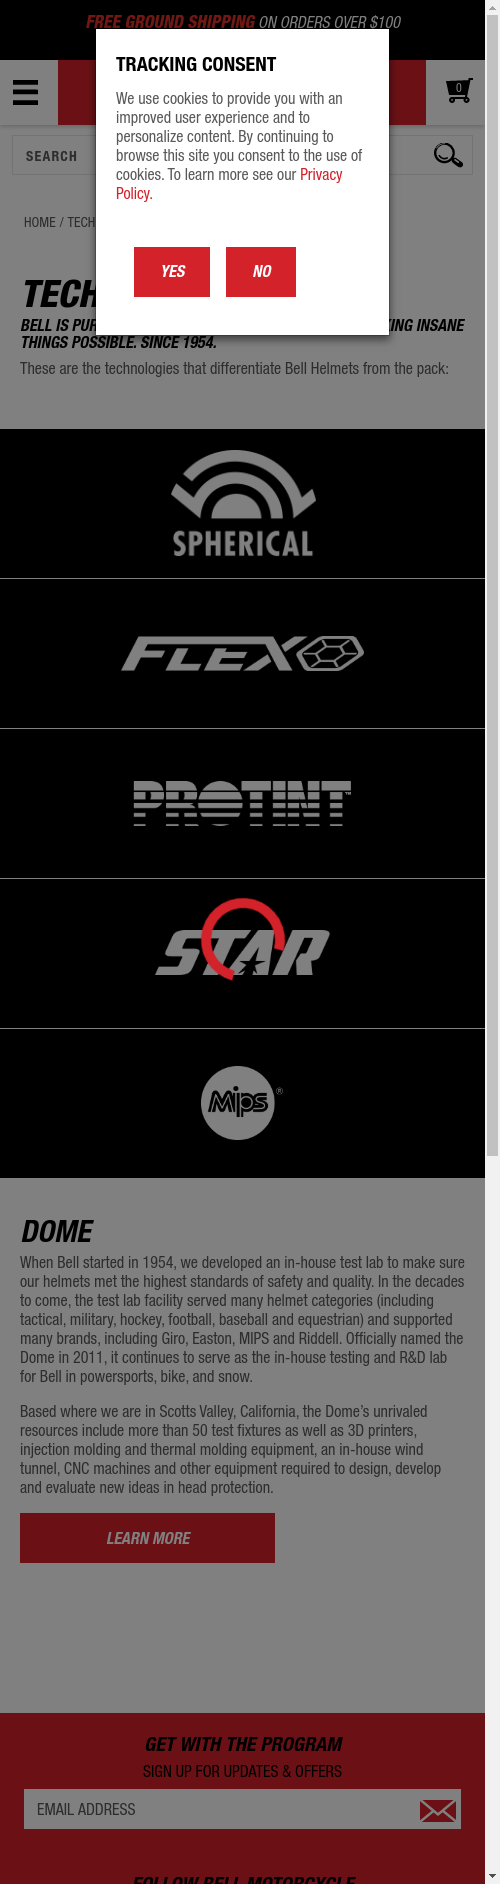 FREE GROUND SHIPPING ON ORDERS OVER $100
TRACKING CONSENT
We use cookies to provide you with an
improved user experience and to
personalize content. By continuing to
browse this site you consent to the use of
cookies. To learn more see our Privacy
Policy.
YES
NO
0
SEARCH
HOME / TECH
TECH
BELL IS PUR
KING INSANE
THINGS POSSIBLE. SINCE 1954.
These are the technologies that differentiate Bell Helmets from the pack:
SPHERICAL
FLEX
PROTINT
STAR
Mips®
DOME
When Bell started in 1954, we developed an in-house test lab to make sure
our helmets met the highest standards of safety and quality. In the decades
to come, the test lab facility served many helmet categories (including
tactical, military, hockey, football, baseball and equestrian) and supported
many brands, including Giro, Easton, MIPS and Riddell. Officially named the
Dome in 2011, it continues to serve as the in-house testing and R&D lab
for Bell in powersports, bike, and snow.
Based where we are in Scotts Valley, California, the Dome’s unrivaled
resources include more than 50 test fixtures as well as 3D printers,
injection molding and thermal molding equipment, an in-house wind
tunnel, CNC machines and other equipment required to design, develop
and evaluate new ideas in head protection.
LEARN MORE
GET WITH THE PROGRAM
SIGN UP FOR UPDATES & OFFERS
EMAIL ADDRESS
FOLLOW BELL MOTORCYCLE